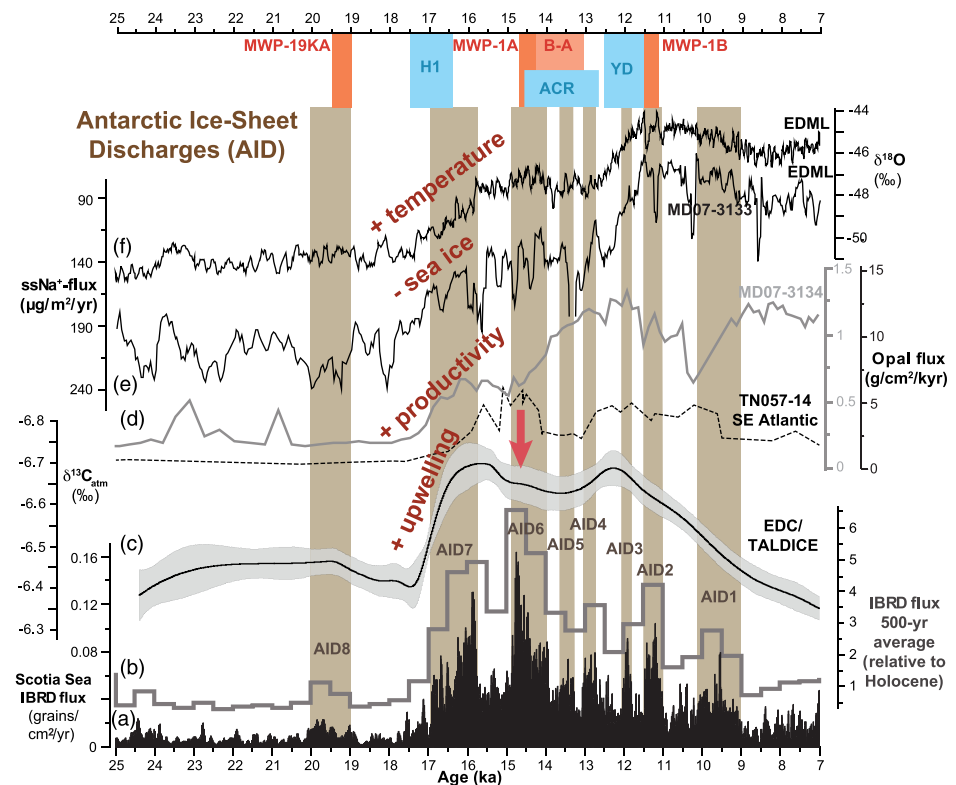 25 24 23 22 21 20 19 18 17 16 15 14 13 12 11 10 9 8 7
MWP-19KA
H1
MWP-1A
B-A
ACR
YD
MWP-1B
Antarctic Ice-Sheet
Discharges (AID)
+ temperature
- sea ice
+ productivity
+ upwelling
EDML
EDML
MD07-3133
-44
-46
-48
-50
δ18O
(‰)
90
140
190
240
ssNa+-flux
(µg/m2/yr)
(f)
(e)
(d)
(c)
(b)
(a)
MD07-3134
1.5
1
0.5
0
15
10
5
0
Opal flux
(g/cm2/kyr)
TN057-14
SE Atlantic
-6.8
-6.7
-6.6
-6.5
-6.4
-6.3
δ13Catm
(‰)
EDC/
TALDICE
AID8
AID7
AID6
AID5
AID4
AID3
AID2
AID1
0.16
0.12
0.08
0.04
0
Scotia Sea
IBRD flux
(grains/
cm2/yr)
6
5
4
3
2
1
IBRD flux
500-yr
average
(relative to
Holocene)
25 24 23 22 21 20 19 18 17 16 15 14 13 12 11 10 9 8 7
Age (ka)